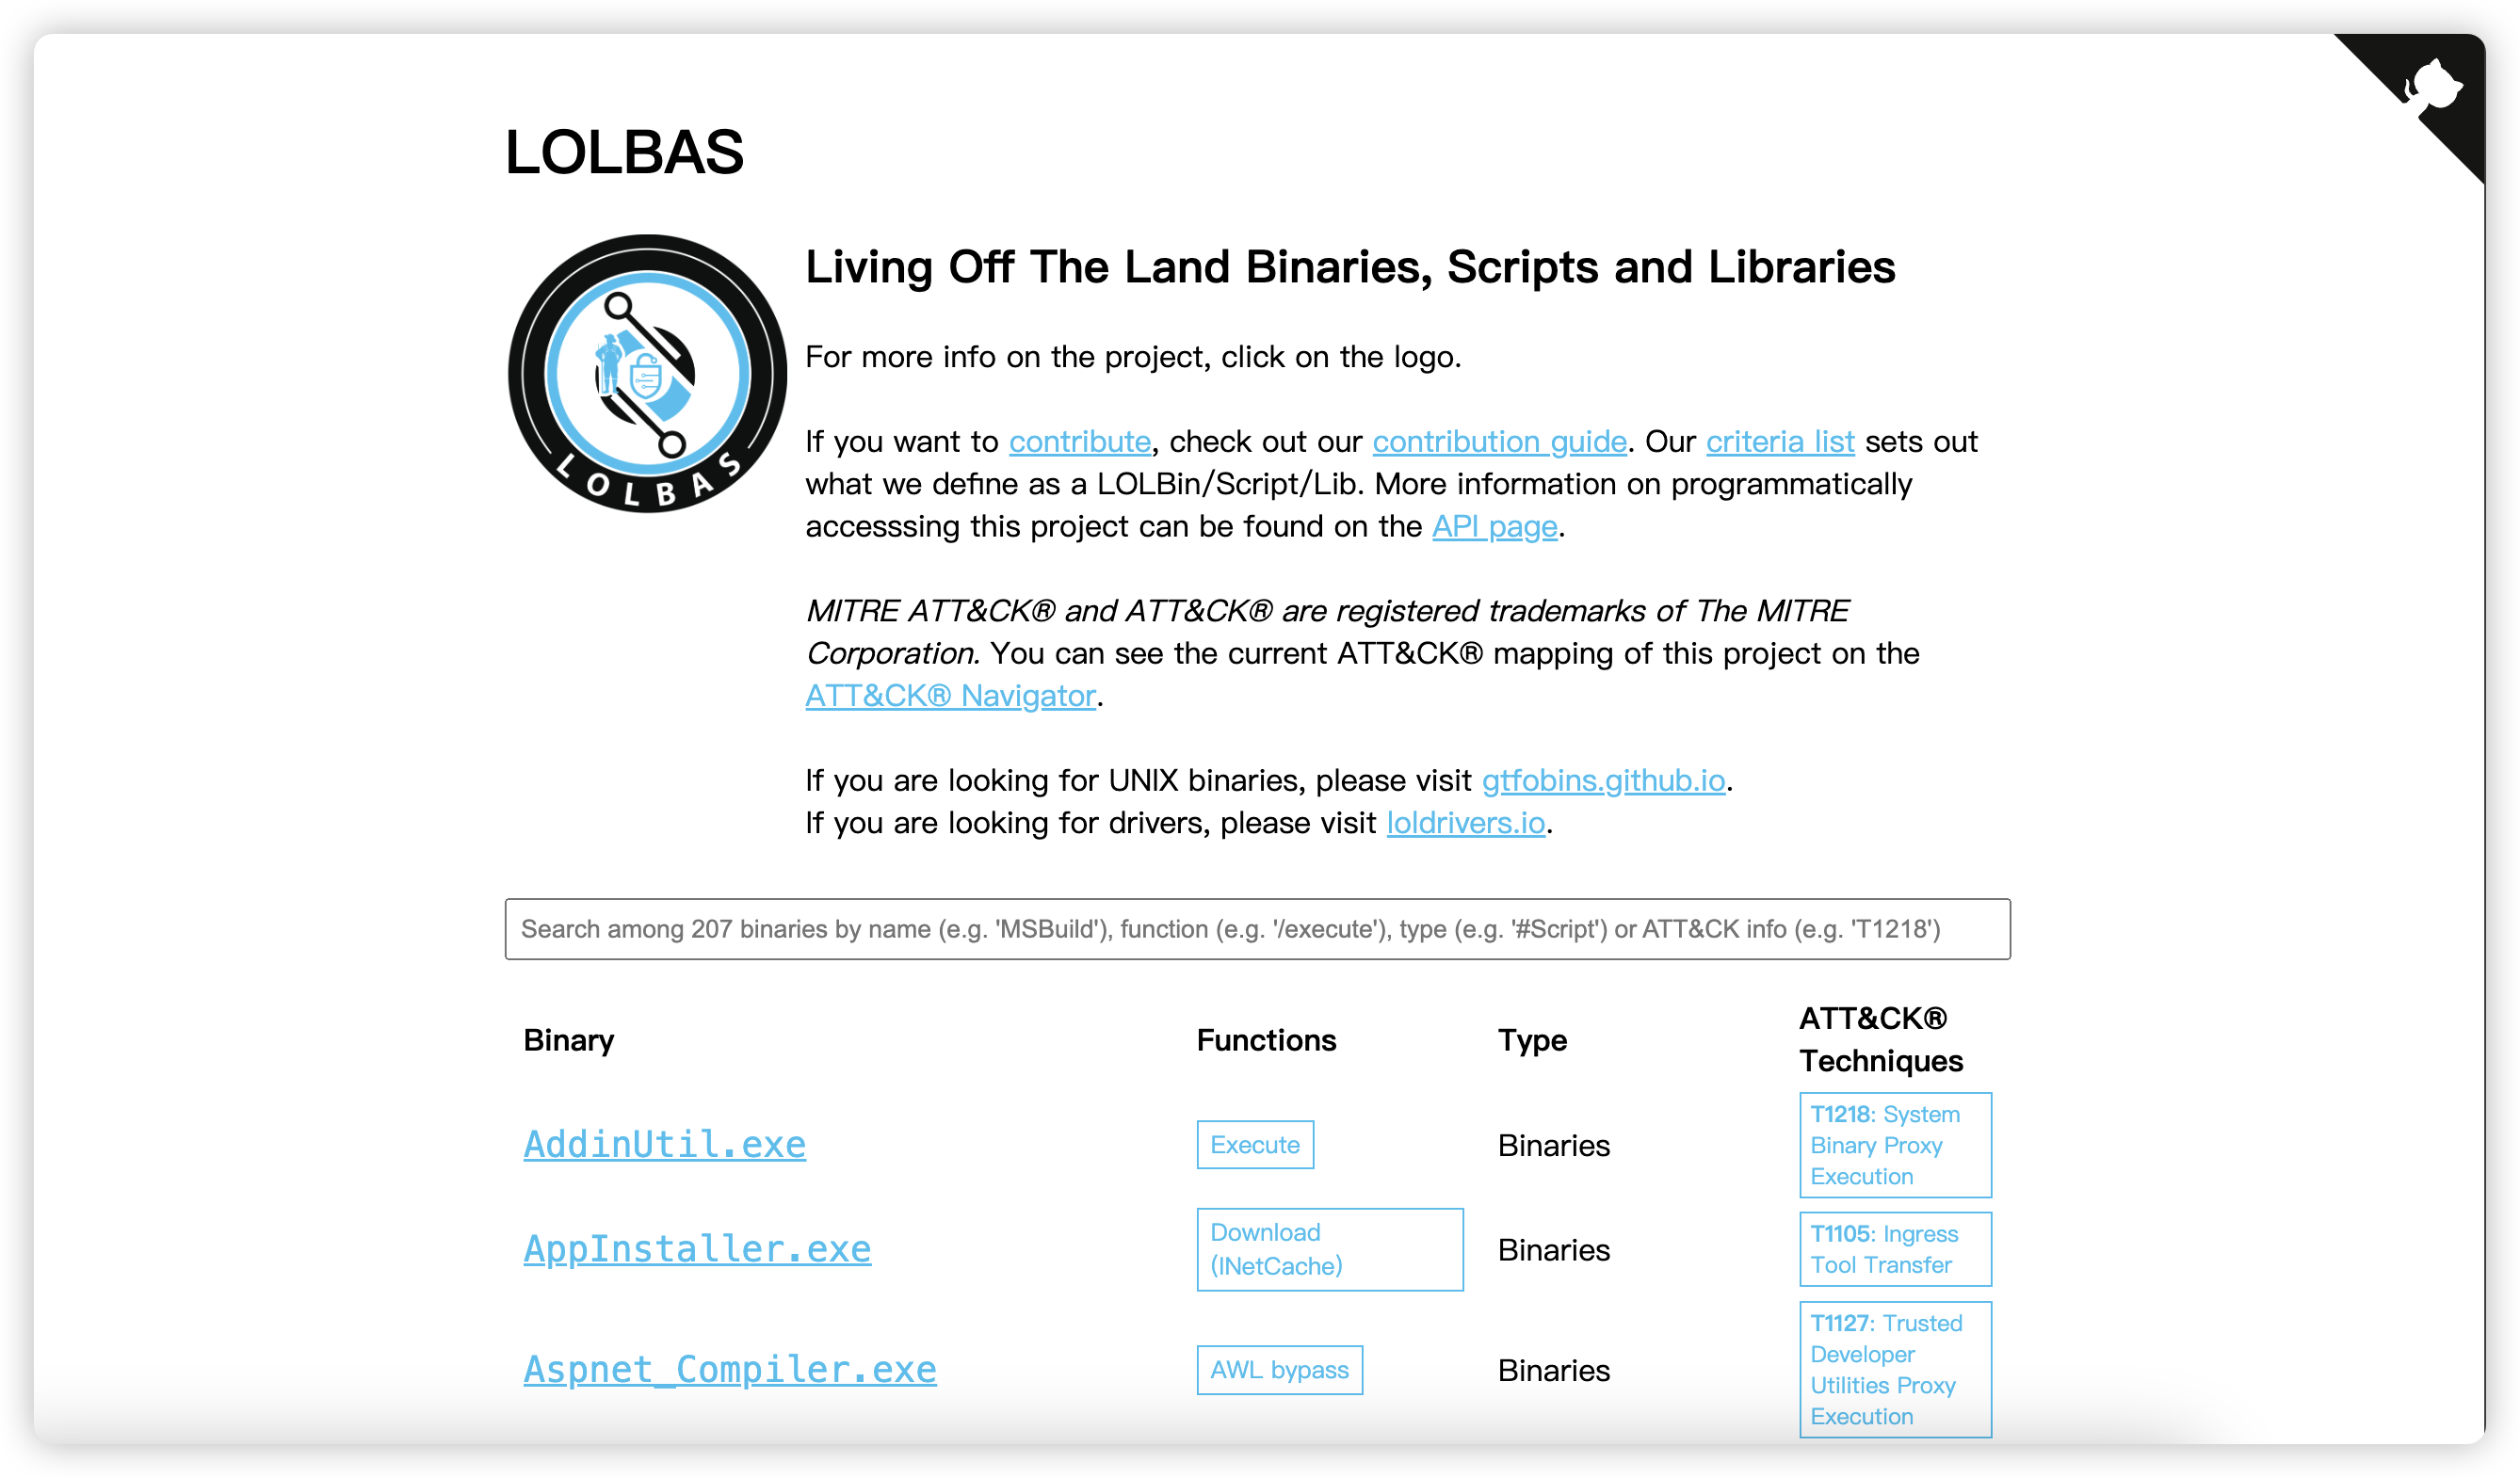 LOLBAS
LOLBAS
Living Off The Land Binaries, Scripts and Libraries
For more info on the project, click on the logo.
If you want to contribute, check out our contribution guide. Our criteria list sets out
what we define as a LOLBin/Script/Lib. More information on programmatically
accesssing this project can be found on the API page.
MITRE ATT&CK® and ATT&CK® are registered trademarks of The MITRE
Corporation. You can see the current ATT&CK® mapping of this project on the
ATT&CK® Navigator.
If you are looking for UNIX binaries, please visit gtfobins.github.io.
If you are looking for drivers, please visit loldrivers.io.
Search among 207 binaries by name (e.g. 'MSBuild'), function (e.g. '/execute'), type (e.g. '#Script') or ATT&CK info (e.g. 'T1218')
Binary
Functions
Type
ATT&CK®
Techniques
AddinUtil.exe
Execute
Binaries
T1218: System
Binary Proxy
Execution
AppInstaller.exe
Download
(INetCache)
Binaries
T1105: Ingress
Tool Transfer
Aspnet_Compiler.exe
AWL bypass
Binaries
T1127: Trusted
Developer
Utilities Proxy
Execution